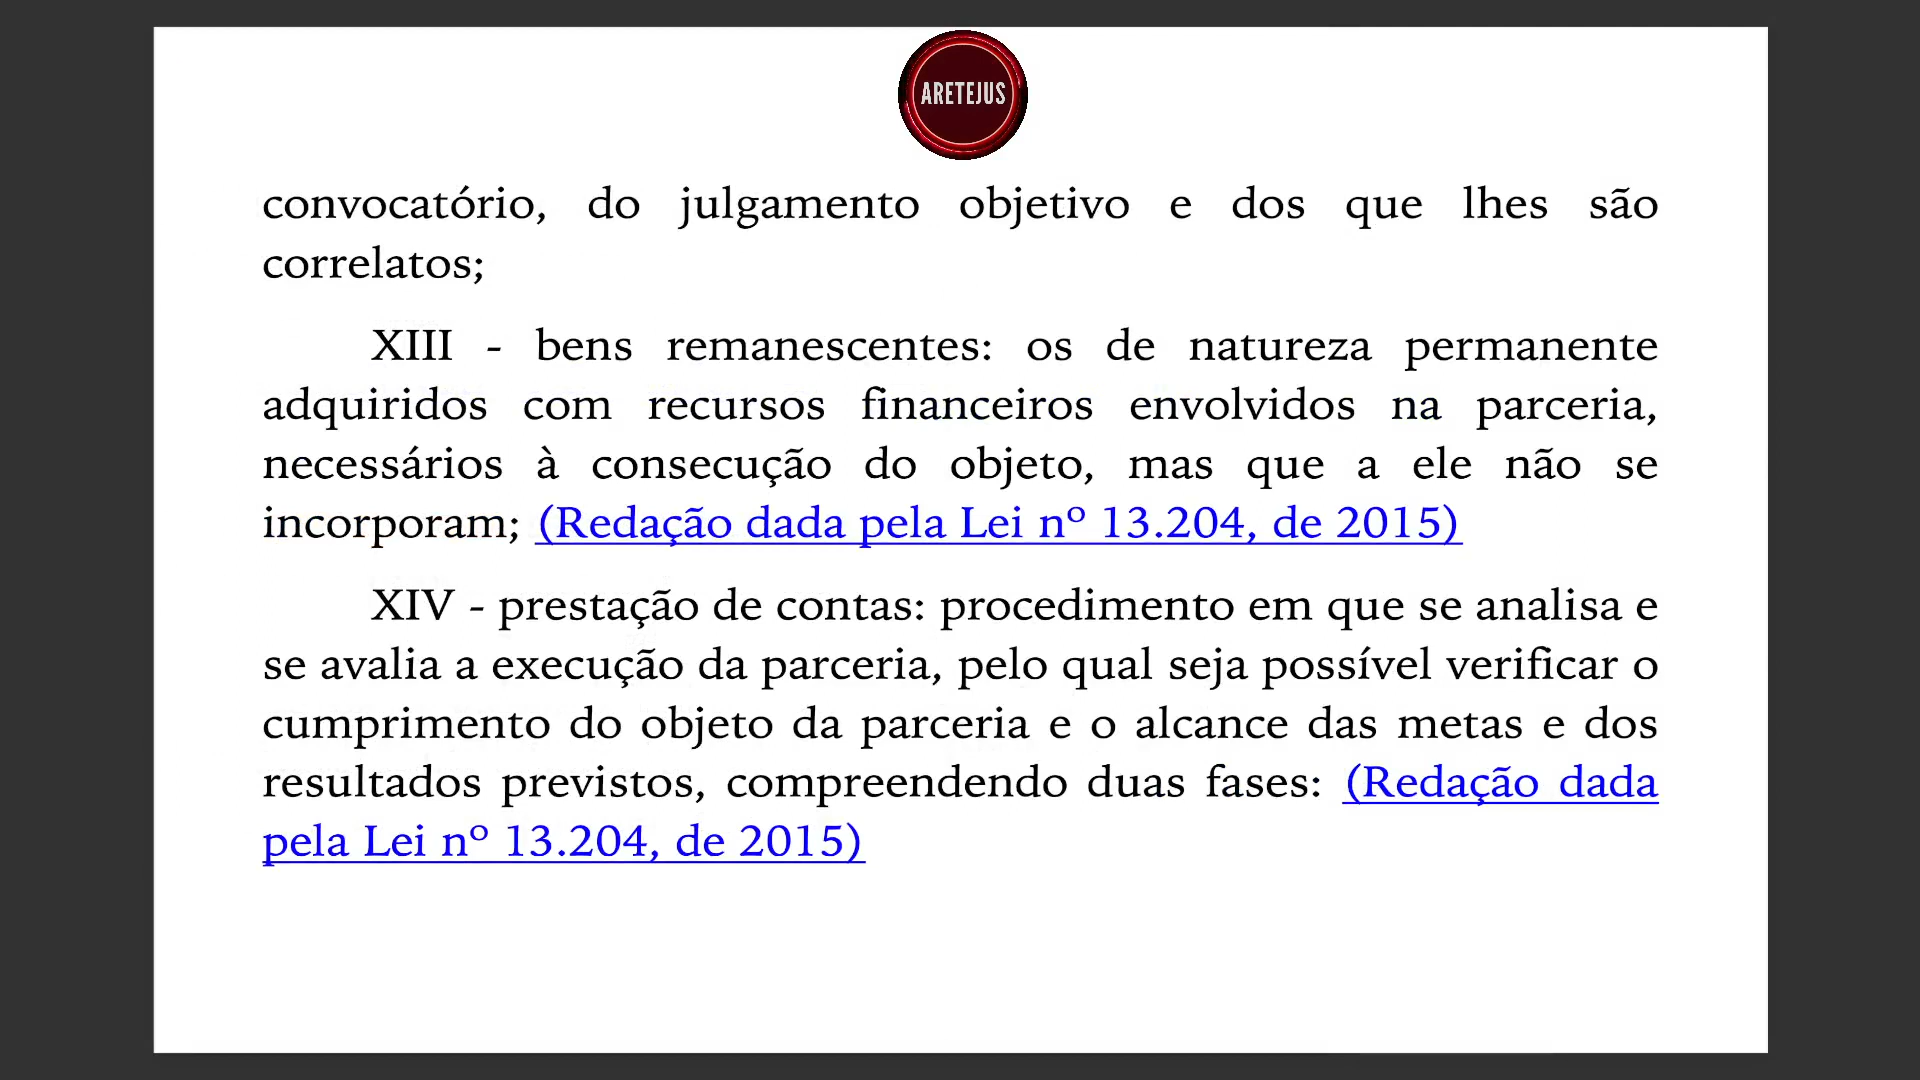 ARETEJUS
convocatório, do julgamento objetivo e dos que lhes são
correlatos;
XIII - bens remanescentes: os de natureza permanente
adquiridos com recursos financeiros envolvidos na parceria,
necessários à consecução do objeto, mas que a ele não se
incorporam; (Redação dada pela Lei nº 13.204, de 2015)
XIV - prestação de contas: procedimento em que se analisa e
se avalia a execução da parceria, pelo qual seja possível verificar o
cumprimento do objeto da parceria e o alcance das metas e dos
resultados previstos, compreendendo duas fases: (Redação dada
pela Lei nº 13.204, de 2015)